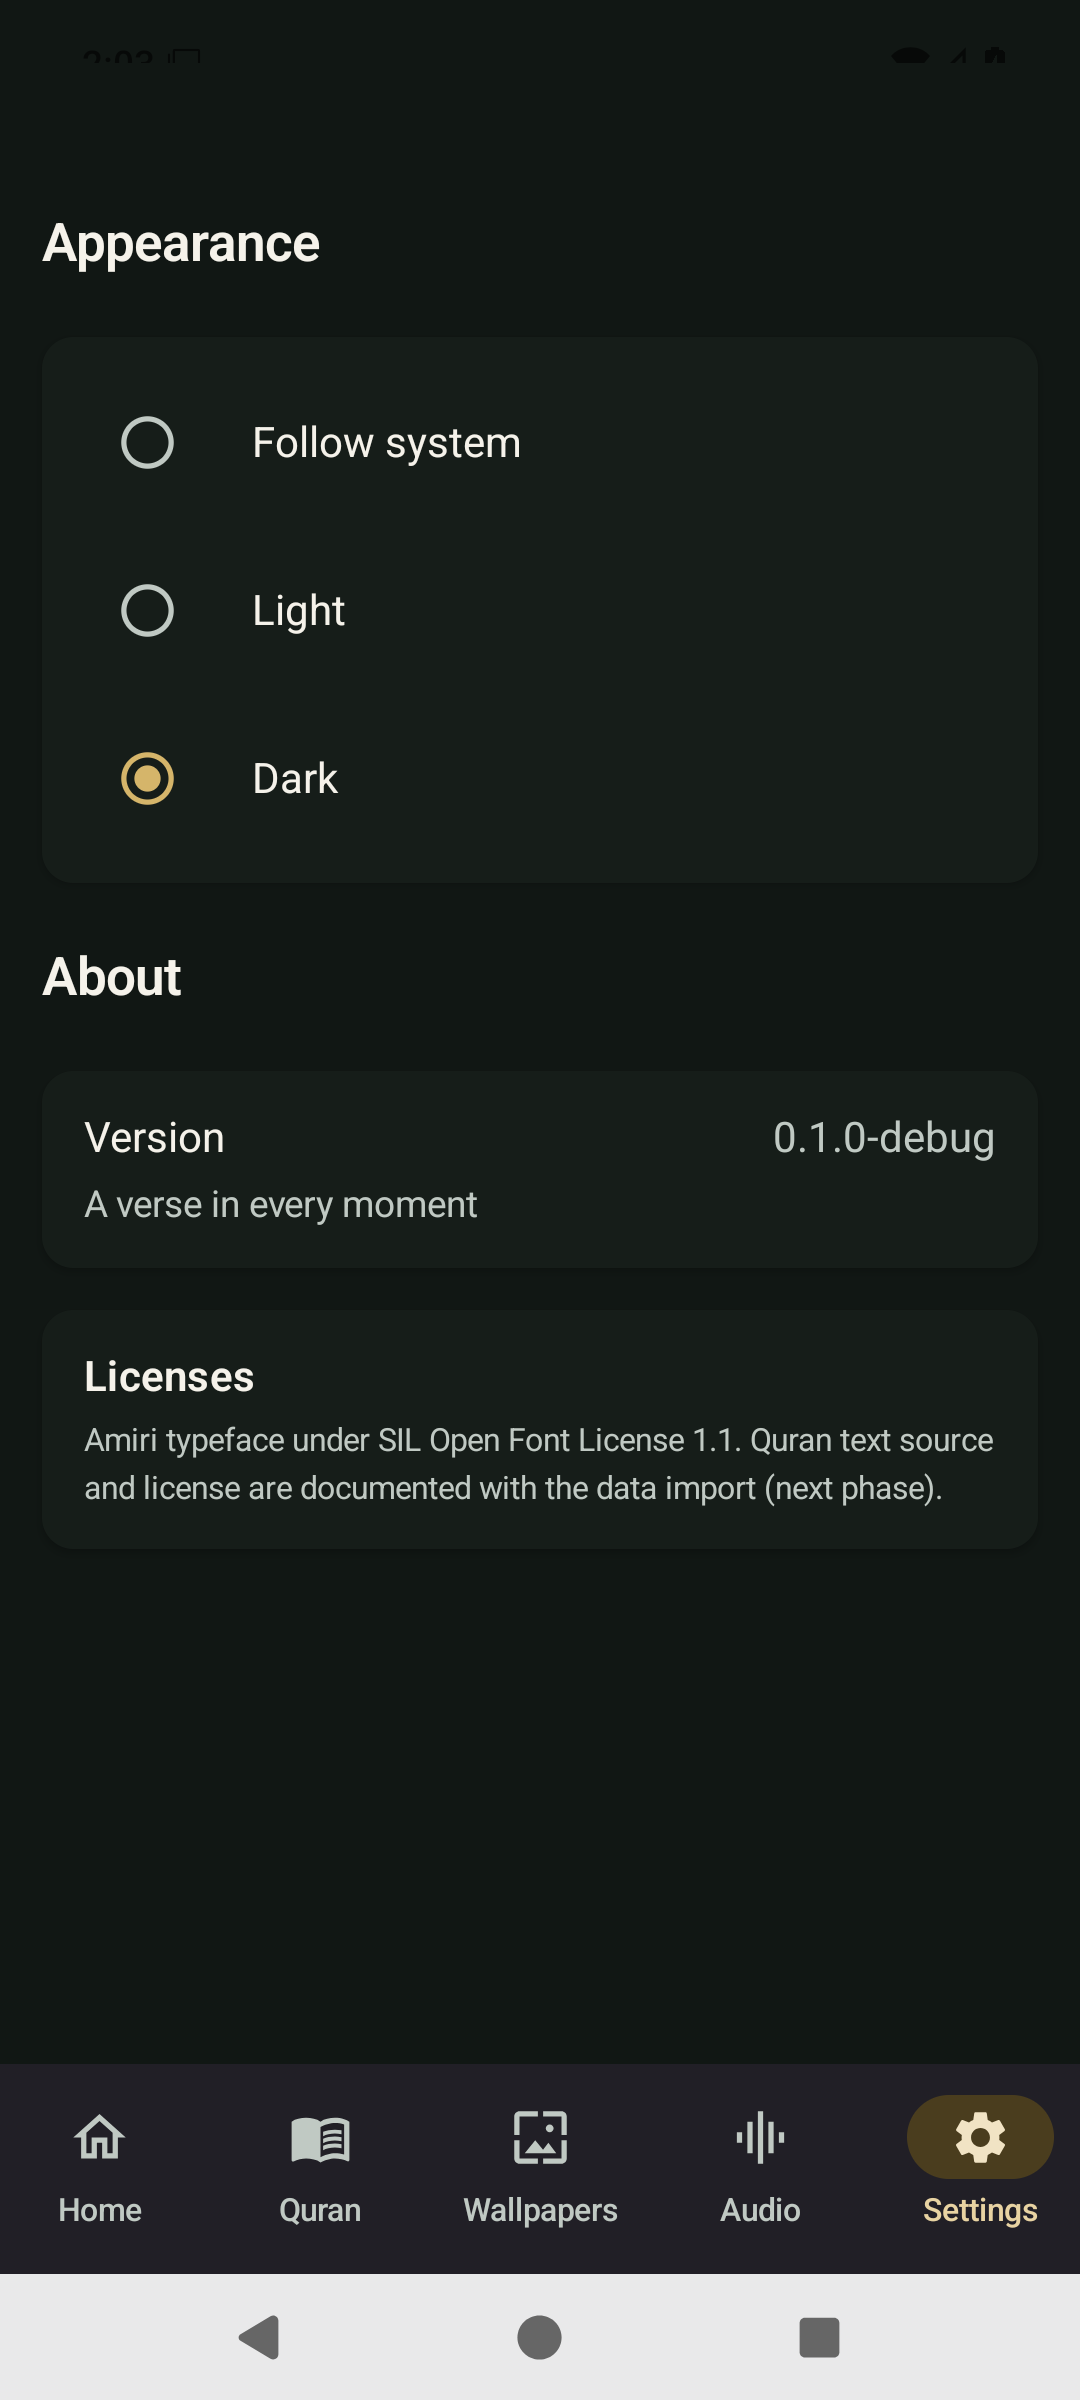 Appearance
Follow system
Light
Dark
About
Version 0.1.0-debug
A verse in every moment
Licenses
Amiri typeface under SIL Open Font License 1.1. Quran text source
and license are documented with the data import (next phase).
Home Quran Wallpapers Audio Settings